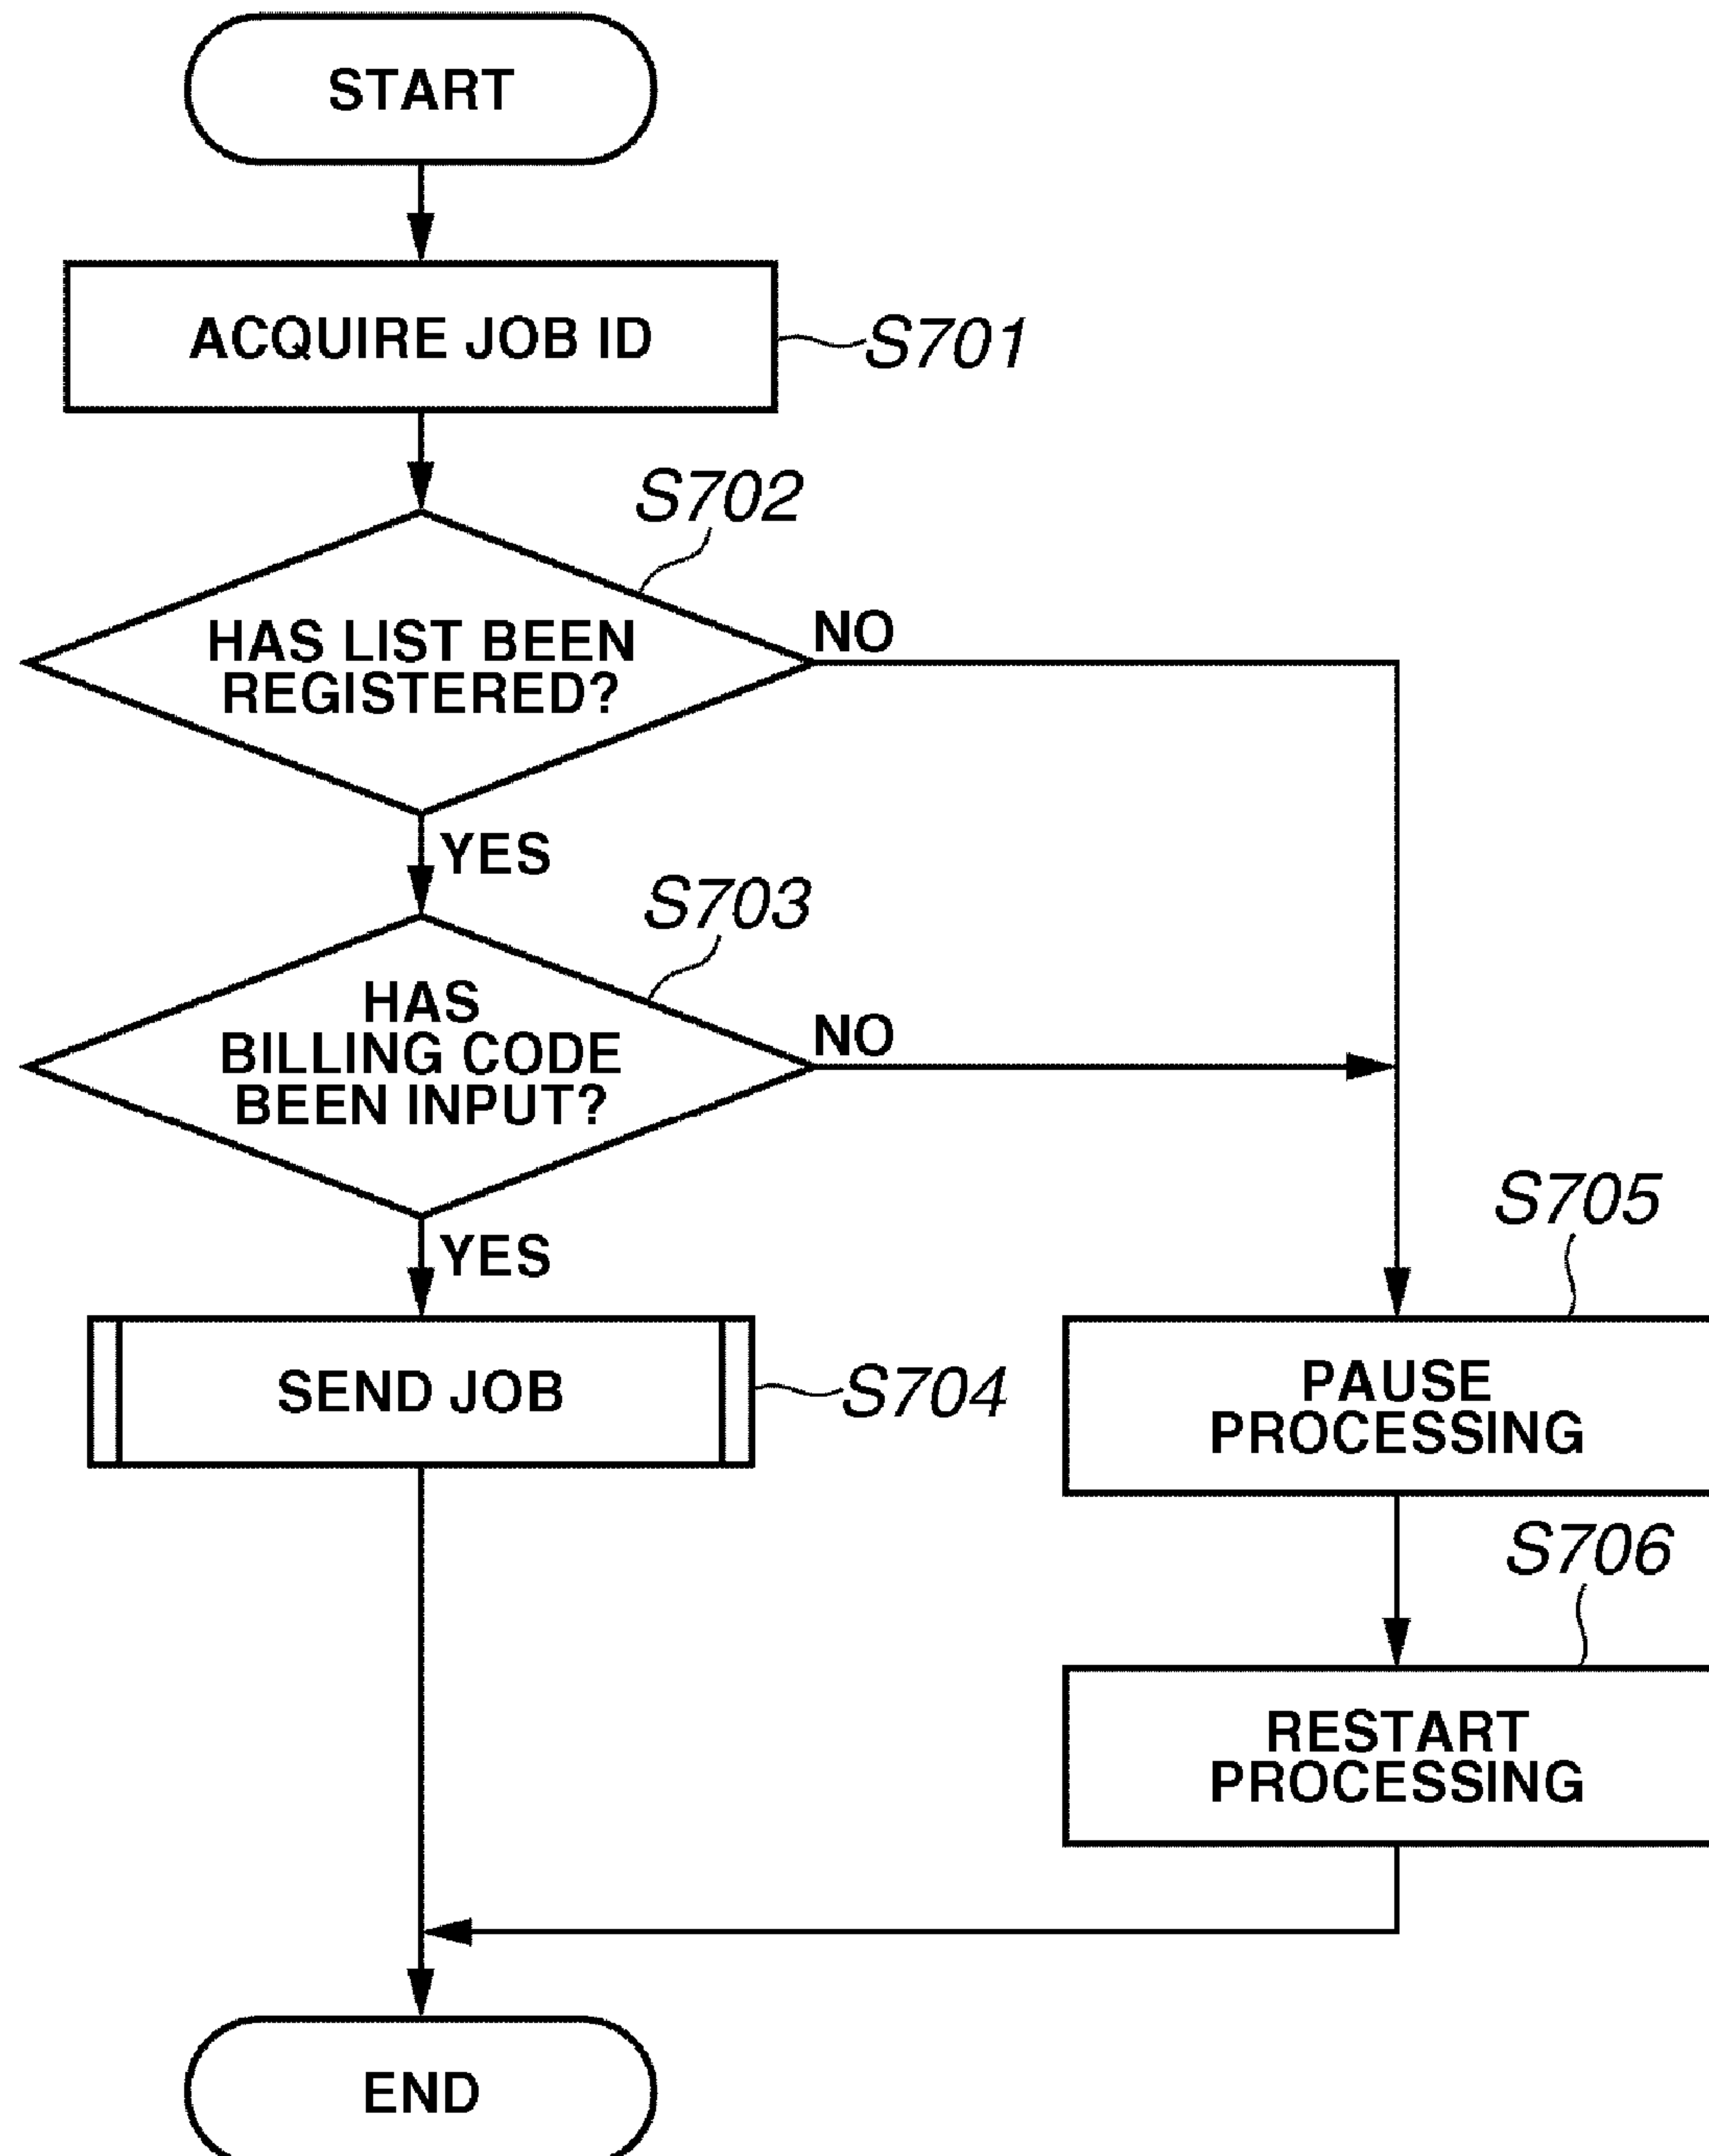 START
ACQUIRE JOB ID
S701
S702
HAS LIST BEEN
REGISTERED?
NO
YES
S703
HAS
BILLING CODE
BEEN INPUT?
NO
YES
SEND JOB
S704
S705
PAUSE
PROCESSING
S706
RESTART
PROCESSING
END